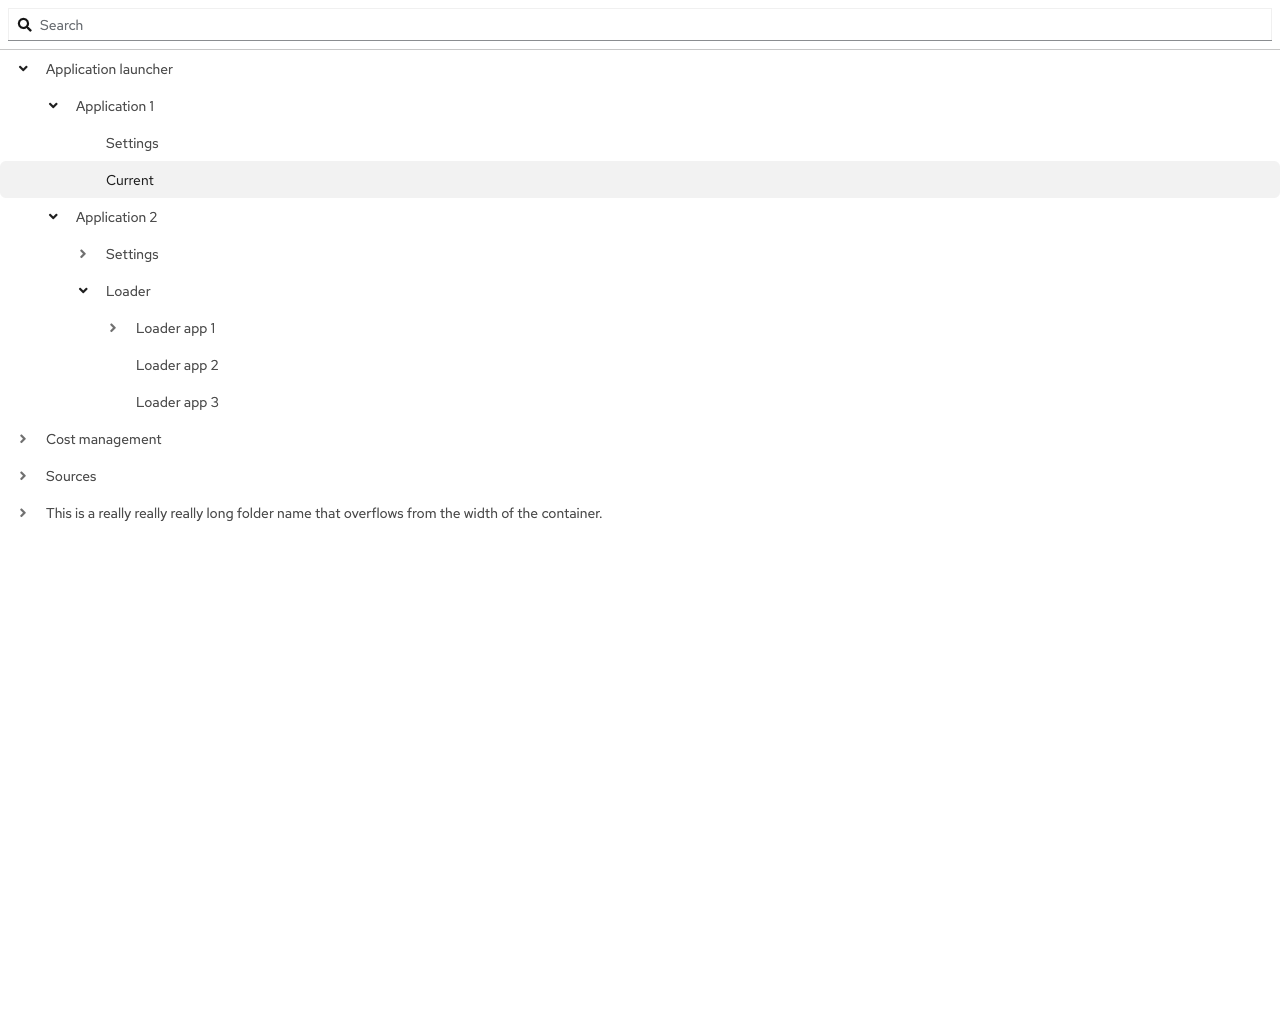 Search
Application launcher
Application 1
Settings
Current
Application 2
Settings
Loader
Loader app 1
Loader app 2
Loader app 3
Cost management
Sources
This is a really really really long folder name that overflows from the width of the container.